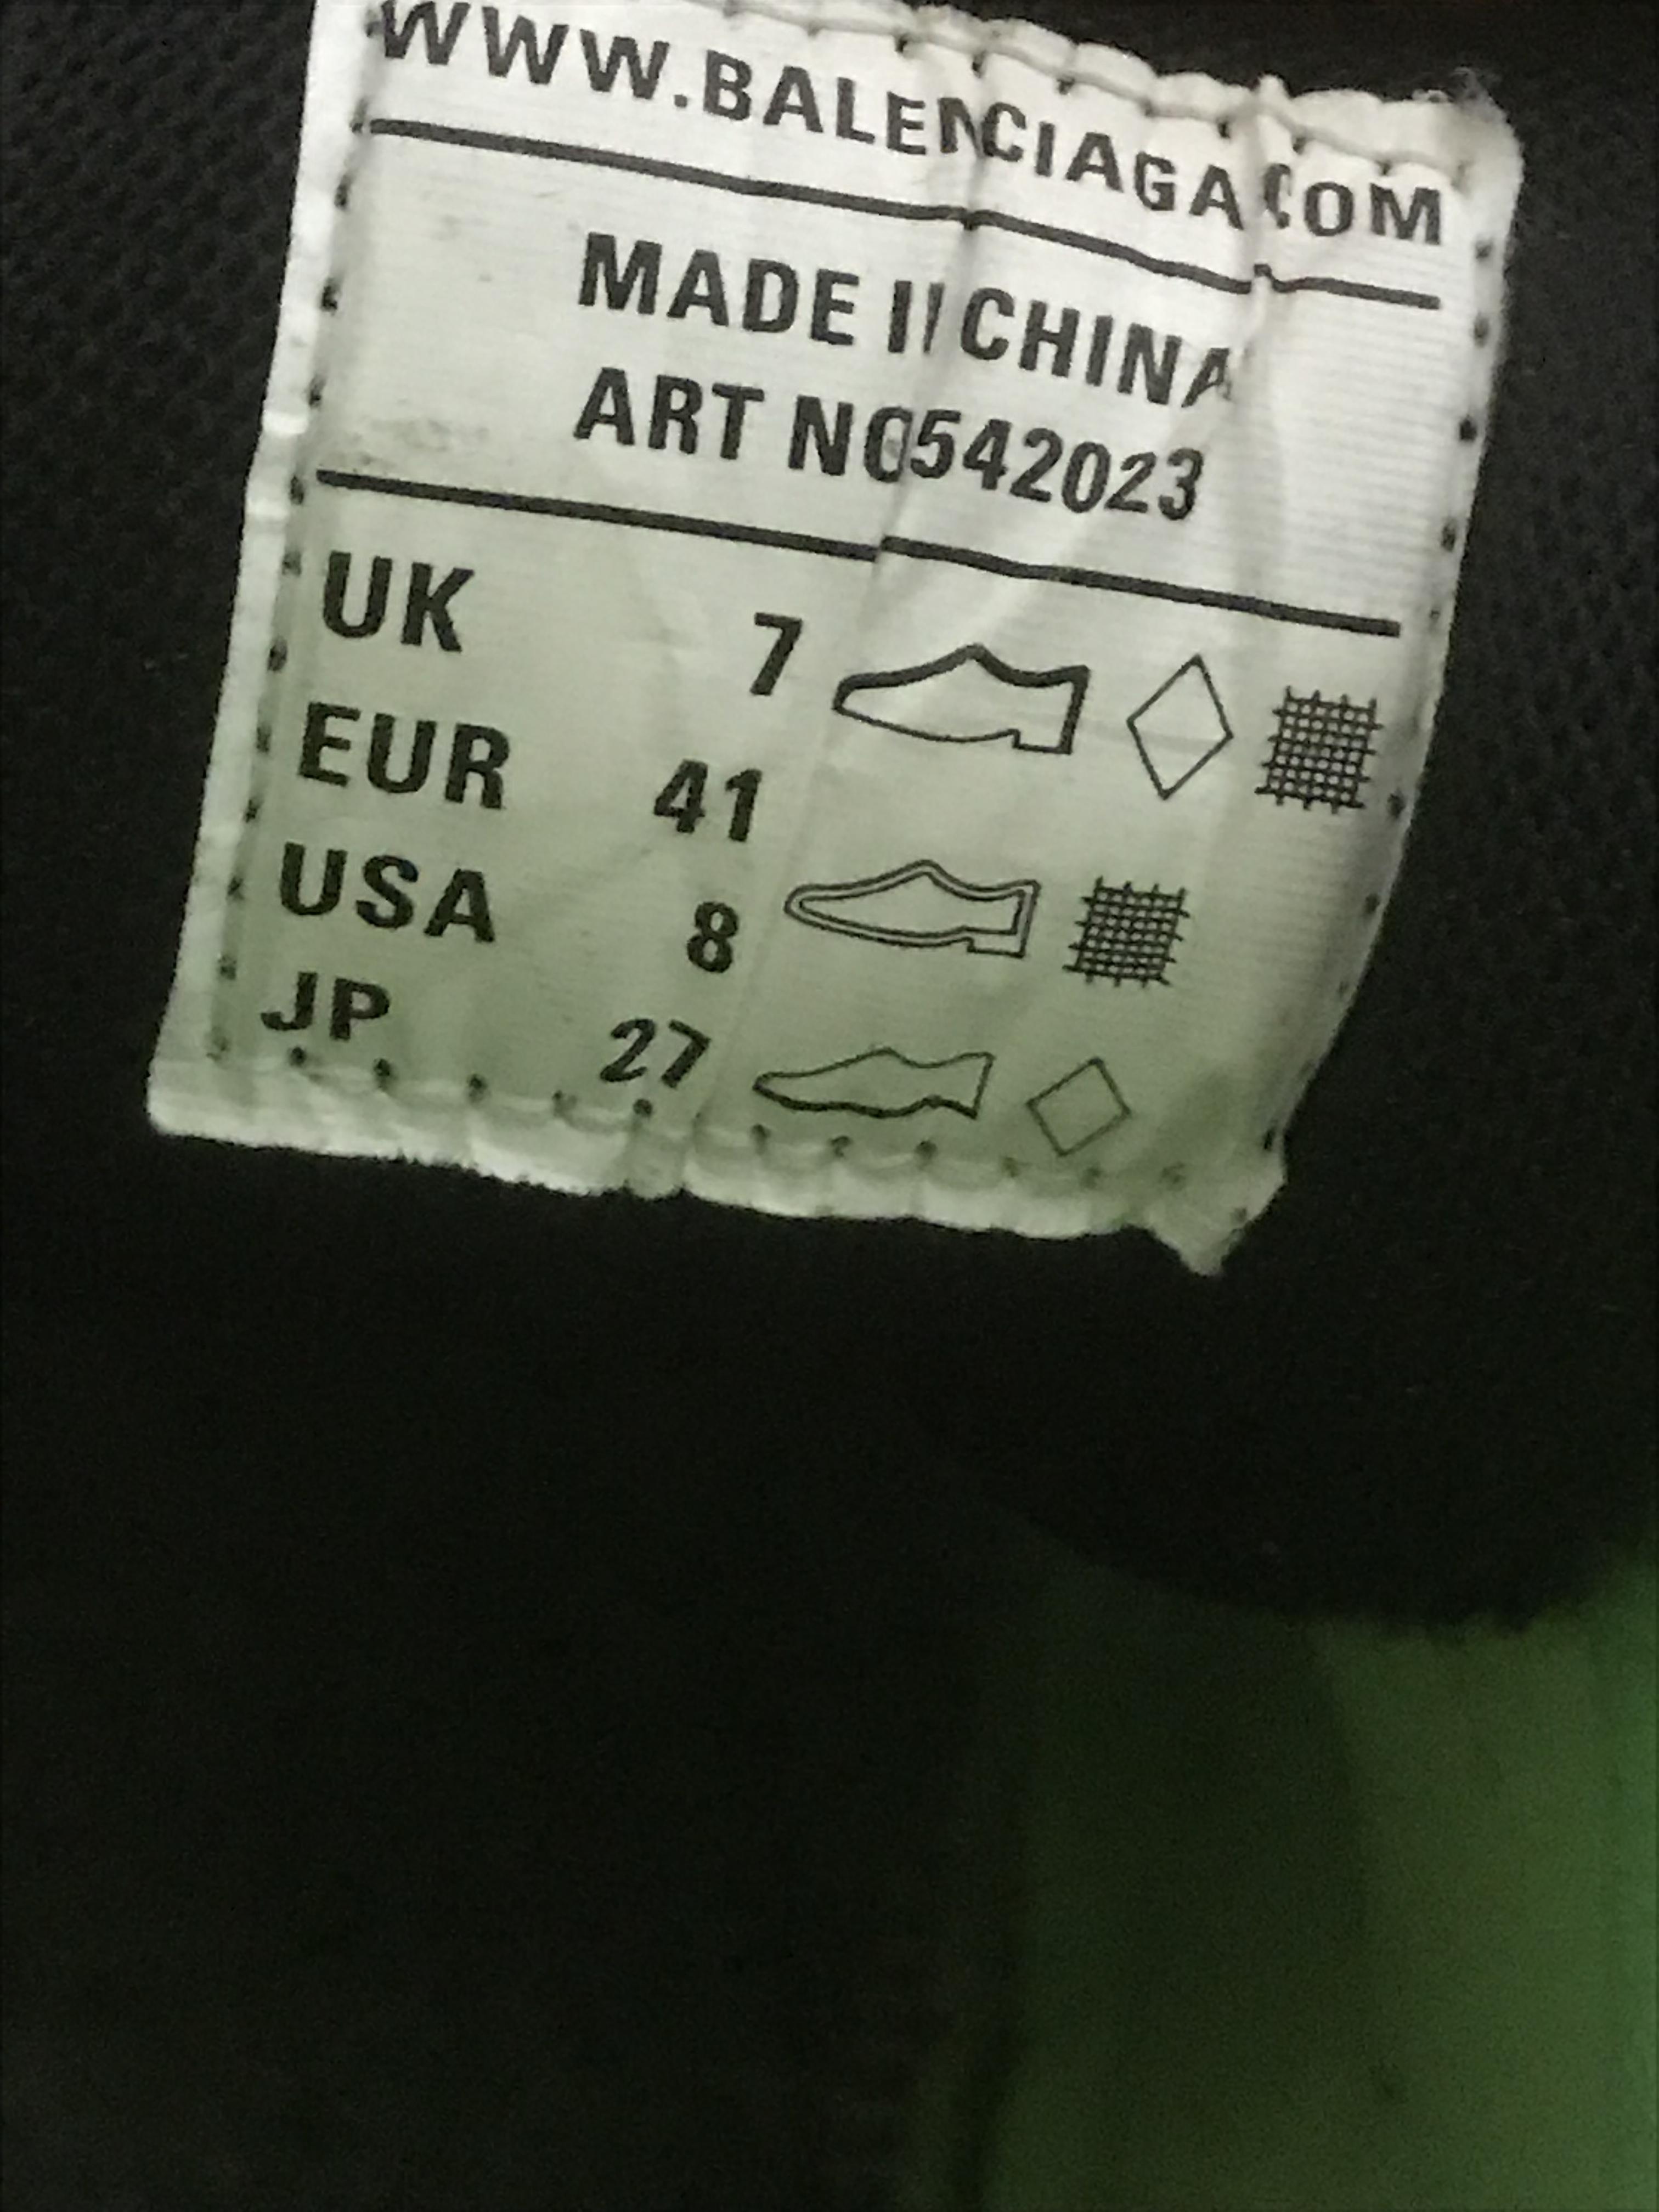 WWW.BALENCIAGA.COM
MADE IN CHINA
ART NO542023
UK 7
EUR 41
USA 8
JP 27